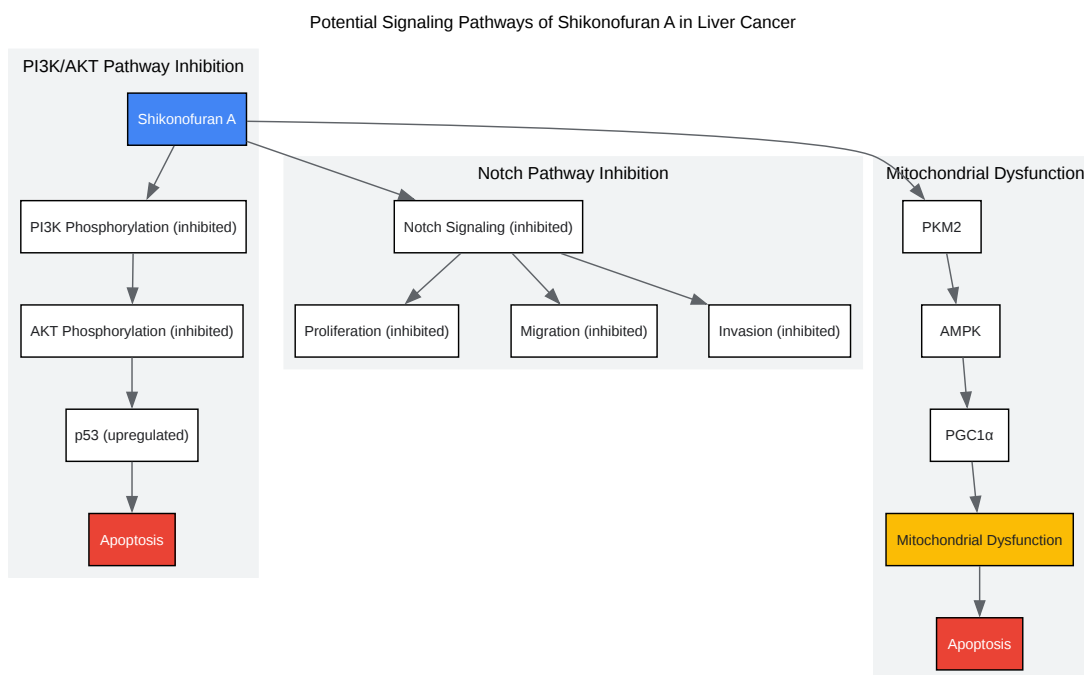 Potential Signaling Pathways of Shikonofuran A in Liver Cancer
PI3K/AKT Pathway Inhibition
Shikonofuran A
PI3K Phosphorylation (inhibited)
AKT Phosphorylation (inhibited)
p53 (upregulated)
Apoptosis
Notch Pathway Inhibition
Notch Signaling (inhibited)
Proliferation (inhibited)
Migration (inhibited)
Invasion (inhibited)
Mitochondrial Dysfunction
PKM2
AMPK
PGC1α
Mitochondrial Dysfunction
Apoptosis